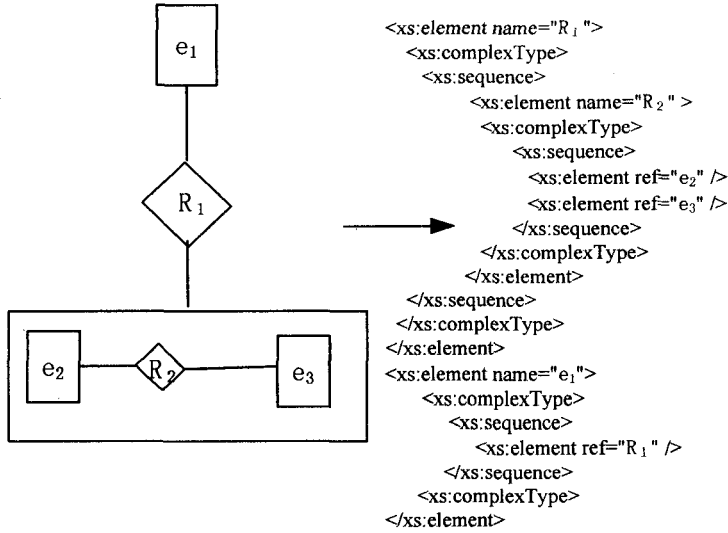 e₁
R₁
e₂
R₂
e₃
<xs:element name="R₁ ">
<xs:complexType>
<xs:sequence>
<xs:element name="R₂ " >
<xs:complexType>
<xs:sequence>
<xs:element ref="e₂" />
<xs:element ref="e₃" />
</xs:sequence>
</xs:complexType>
</xs:element>
</xs:sequence>
</xs:complexType>
</xs:element>
<xs:element name="e₁">
<xs:complexType>
<xs:sequence>
<xs:element ref="R₁ " />
</xs:sequence>
<xs:complexType>
</xs:element>